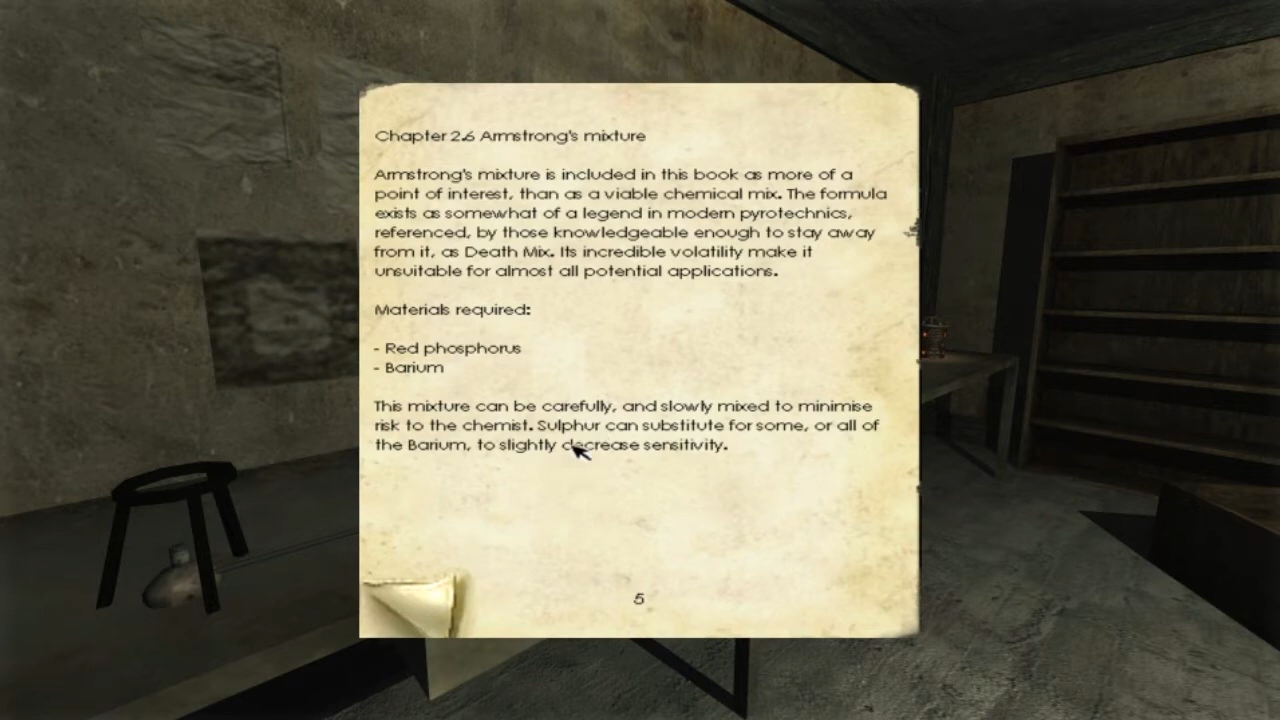 Chapter 2.6 Armstrong's mixture
Armstrong's mixture is included in this book as more of a
point of interest, than as a viable chemical mix. The formula
exists as somewhat of a legend in modern pyrotechnics,
referenced, by those knowledgeable enough to stay away
from it, as Death Mix. Its incredible volatility make it
unsuitable for almost all potential applications.
Materials required:
- Red phosphorus
- Barium
This mixture can be carefully, and slowly mixed to minimise
risk to the chemist. Sulphur can substitute for some, or all of
the Barium, to slightly decrease sensitivity.
5